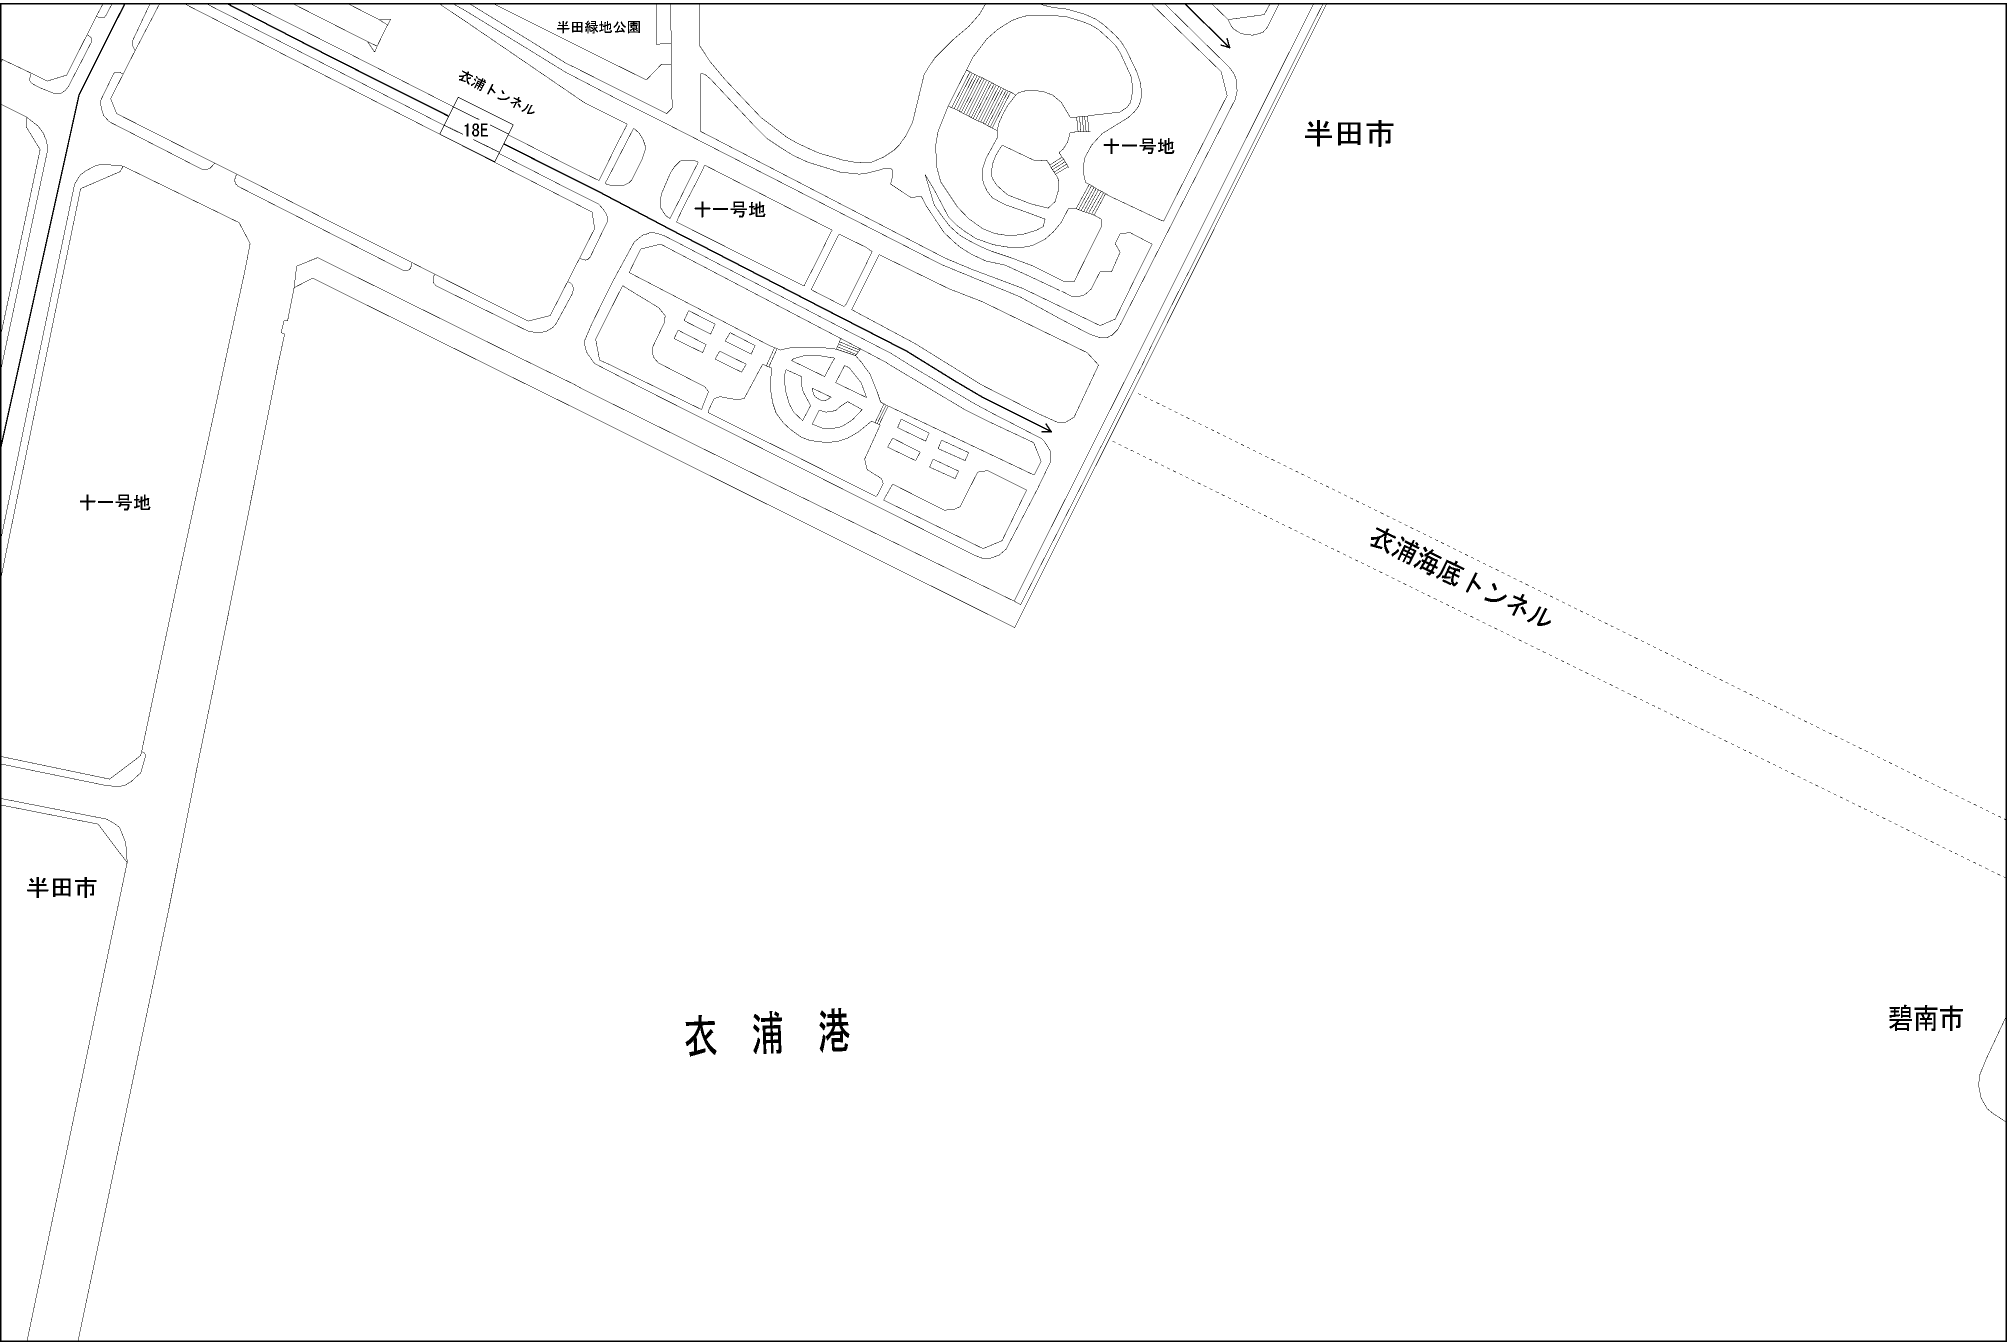 半田緑地公園
衣浦トンネル
18E
半田市
十一号地
十一号地
十一号地
衣浦海底トンネル
半田市
衣浦港
碧南市